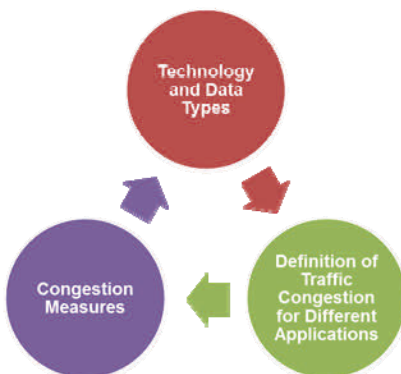 Technology
and Data
Types
Definition of
Traffic
Congestion
for Different
Applications
Congestion
Measures